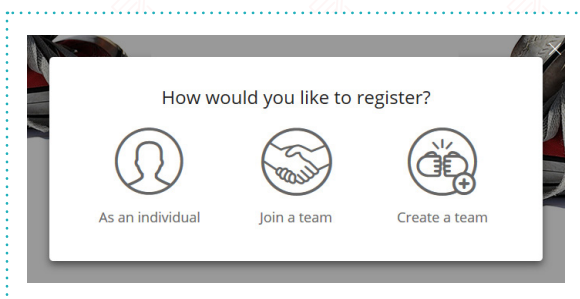 How would you like to register?
As an individual
Join a team
Create a team